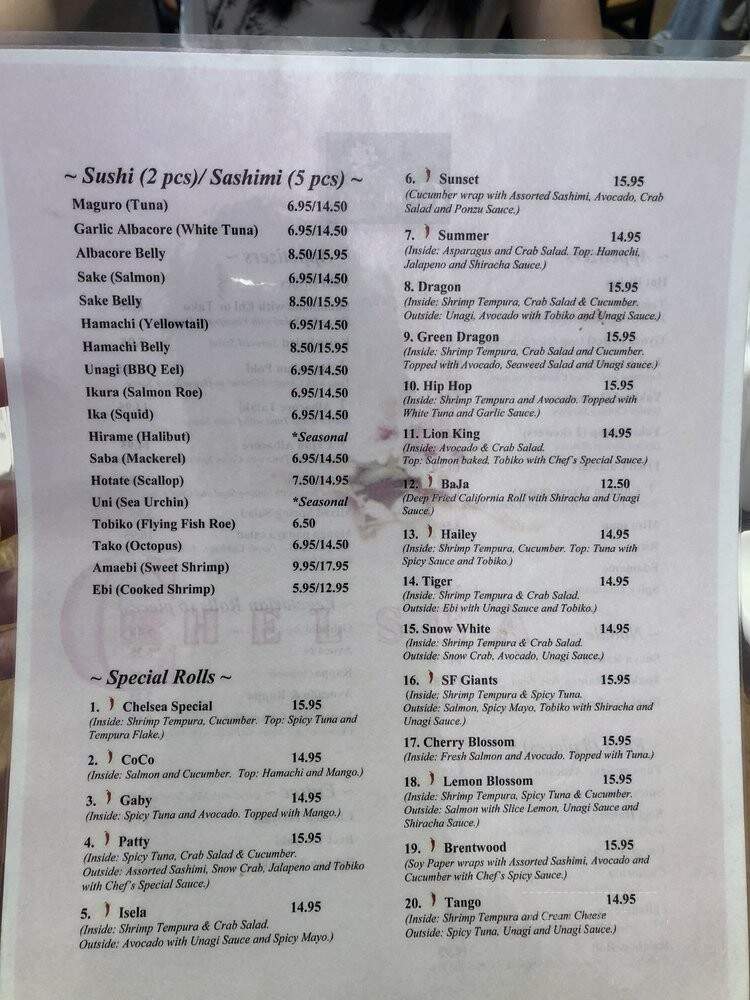 ~ Sushi (2 pcs)/ Sashimi (5 pcs) ~
Maguro (Tuna) 6.95/14.50
Garlic Albacore (White Tuna) 6.95/14.50
Albacore Belly 8.50/15.95
Sake (Salmon) 6.95/14.50
Sake Belly 8.50/15.95
Hamachi (Yellowtail) 6.95/14.50
Hamachi Belly 8.50/15.95
Unagi (BBQ Eel) 6.95/14.50
Ikura (Salmon Roe) 6.95/14.50
Ika (Squid) 6.95/14.50
Hirame (Halibut) *Seasonal
Saba (Mackerel) 6.95/14.50
Hotate (Scallop) 7.50/14.95
Uni (Sea Urchin) *Seasonal
Tobiko (Flying Fish Roe) 6.50
Tako (Octopus) 6.95/14.50
Amaebi (Sweet Shrimp) 9.95/17.95
Ebi (Cooked Shrimp) 5.95/12.95
~ Special Rolls ~
1. Chelsea Special 15.95
(Inside: Shrimp Tempura, Cucumber. Top: Spicy Tuna and
Tempura Flake.)
2. CoCo 14.95
(Inside: Salmon and Cucumber. Top: Hamachi and Mango.)
3. Gaby 14.95
(Inside: Spicy Tuna and Avocado. Topped with Mango.)
4. Patty 15.95
(Inside: Spicy Tuna, Crab Salad & Cucumber.
Outside: Assorted Sashimi, Snow Crab, Jalapeno and Tobiko
with Chef's Special Sauce.)
5. Isela 14.95
(Inside: Shrimp Tempura & Crab Salad.
Outside: Avocado with Unagi Sauce and Spicy Mayo.)
6. Sunset 15.95
(Cucumber wrap with Assorted Sashimi, Avocado, Crab
Salad and Ponzu Sauce.)
7. Summer 14.95
(Inside: Asparagus and Crab Salad. Top: Hamachi,
Jalapeno and Shiracha Sauce.)
8. Dragon 15.95
(Inside: Shrimp Tempura, Crab Salad & Cucumber.
Outside: Unagi, Avocado with Tobiko and Unagi Sauce.)
9. Green Dragon 15.95
(Inside: Shrimp Tempura, Crab Salad and Cucumber.
Topped with Avocado, Seaweed Salad and Unagi sauce.)
10. Hip Hop 15.95
(Inside: Shrimp Tempura and Avocado. Topped with
White Tuna and Garlic Sauce.)
11. Lion King 14.95
(Inside: Avocado & Crab Salad.
Top: Salmon baked, Tobiko with Chef's Special Sauce.)
12. BaJa 12.50
(Deep Fried California Roll with Shiracha and Unagi
Sauce.)
13. Hailey 14.95
(Inside: Shrimp Tempura, Cucumber. Top: Tuna with
Spicy Sauce and Tobiko.)
14. Tiger 14.95
(Inside: Shrimp Tempura & Crab Salad.
Outside: Ebi with Unagi Sauce and Tobiko.)
15. Snow White 14.95
(Inside: Shrimp Tempura & Crab Salad.
Outside: Snow Crab, Avocado, Unagi Sauce.)
16. SF Giants 15.95
(Inside: Shrimp Tempura & Spicy Tuna.
Outside: Salmon, Spicy Mayo, Tobiko with Shiracha and
Unagi Sauce.)
17. Cherry Blossom 15.95
(Inside: Fresh Salmon and Avocado. Topped with Tuna.)
18. Lemon Blossom 15.95
(Inside: Shrimp Tempura, Spicy Tuna & Cucumber.
Outside: Salmon with Slice Lemon, Unagi Sauce and
Shiracha Sauce.)
19. Brentwood 15.95
(Soy Paper wraps with Assorted Sashimi, Avocado and
Cucumber with Chef's Spicy Sauce.)
20. Tango 14.95
(Inside: Shrimp Tempura and Cream Cheese
Outside: Spicy Tuna, Unagi and Unagi Sauce.)